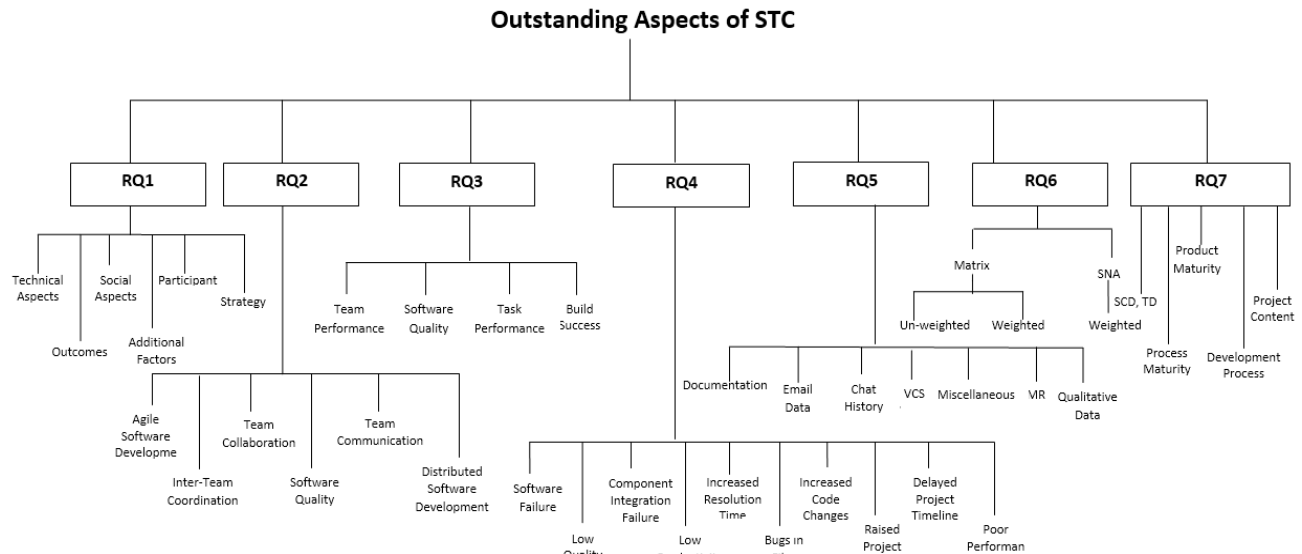 Outstanding Aspects of STC
RQ1
RQ2
RQ3
RQ4
RQ5
RQ6
RQ7
Technical
Aspects
Outcomes
Social
Aspects
Additional
Factors
Participant
Strategy
Agile
Software
Developme
Inter-Team
Coordination
Team
Collaboration
Software
Quality
Team
Communication
Distributed
Software
Development
Team
Performance
Software
Quality
Task
Performance
Build
Success
Software
Failure
Low
Component
Integration
Failure
Low
Increased
Resolution
Time
Bugs in
Increased
Code
Changes
Raised
Project
Delayed
Project
Timeline
Poor
Performan
Documentation
Email
Data
Chat
History
VCS
Miscellaneous
MR
Qualitative
Data
Matrix
Un-weighted
Weighted
SNA
Weighted
SCD, TD
Process
Maturity
Product
Maturity
Development
Process
Project
Content